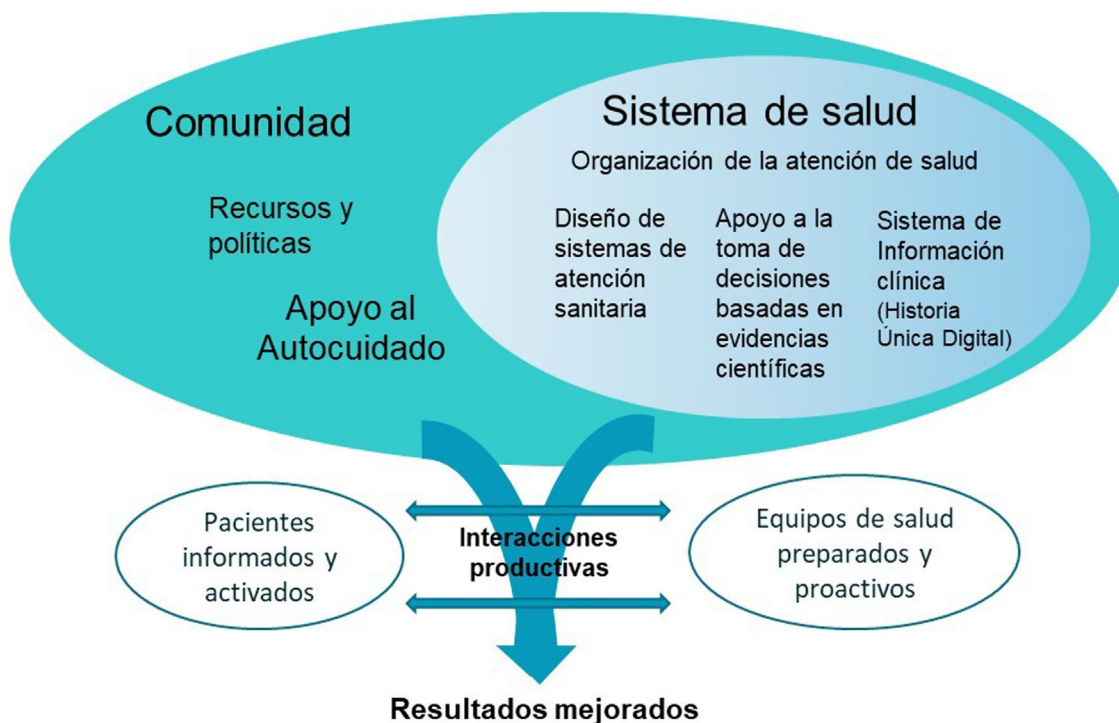 Comunidad
Recursos y
políticas
Apoyo al
Autocuidado
Sistema de salud
Organización de la atención de salud
Diseño de
sistemas de
atención
sanitaria
Apoyo a la
toma de
decisiones
basadas en
evidencias
científicas
Sistema de
Información
clínica
(Historia
Única Digital)
Pacientes
informados y
activados
Interacciones
productivas
Equipos de salud
preparados y
proactivos
Resultados mejorados